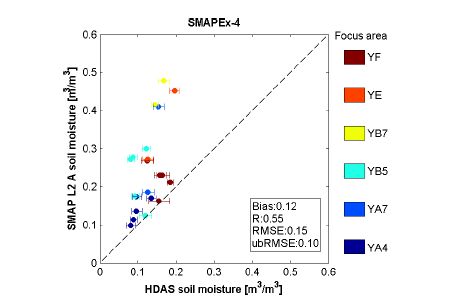 SMAPEx-4
Focus area
SMAP L2 A soil moisture [m³/m³]
0.6
0.5
0.4
0.3
0.2
0.1
0
0 0.1 0.2 0.3 0.4 0.5 0.6
HDAS soil moisture [m³/m³]
Bias:0.12
R:0.55
RMSE:0.15
ubRMSE:0.10
YF
YE
YB7
YB5
YA7
YA4